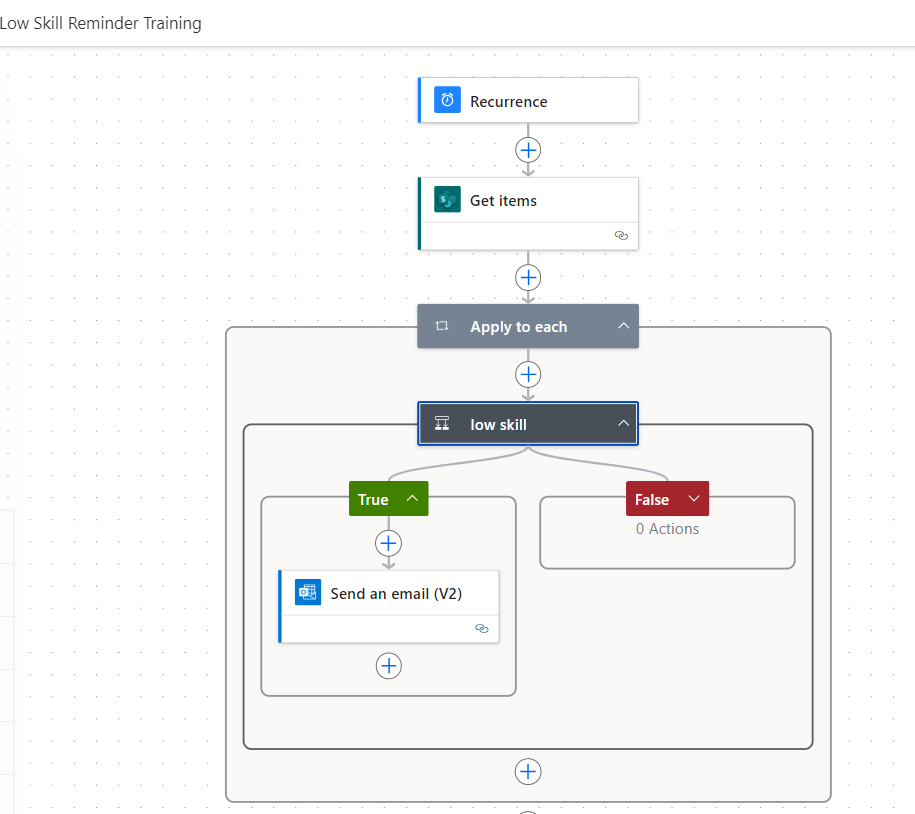 Low Skill Reminder Training
Recurrence
Get items
Apply to each
low skill
True
False
0 Actions
Send an email (V2)